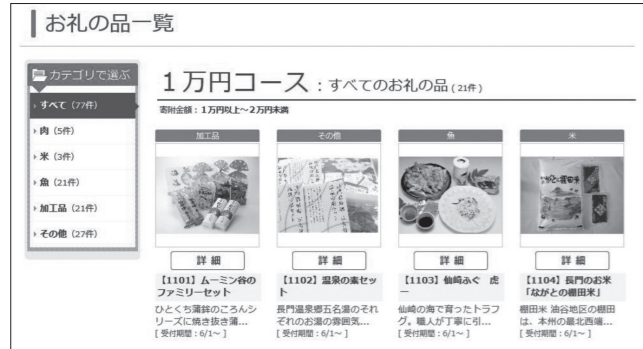 お礼の品一覧
カテゴリで選ぶ
すべて (77件)
肉 (5件)
米 (3件)
魚 (21件)
加工品 (21件)
その他 (27件)
1万円コース : すべてのお礼の品 (21件)
寄附金額 : 1万円以上~2万円未満
加工品
その他
魚
米
詳細
詳細
詳細
詳細
【1101】ムーミン谷の
ファミリーセット
ひとくち蒲鉾のころんシ
リーズに焼き抜き蒲...
[ 受付期間 : 6/1~ ]
【1102】温泉の素セッ
ト
長門温泉郷五名湯のそれ
ぞれのお湯の雰囲気...
[ 受付期間 : 6/1~ ]
【1103】仙崎ふぐ 虎
一
仙崎の海で育ったトラフ
グ。職人が丁寧に引...
[ 受付期間 : 6/1~ ]
【1104】長門のお米
「ながとの棚田米」
棚田米 油谷地区の棚田
は、本州の最北西端...
[ 受付期間 : 6/1~ ]